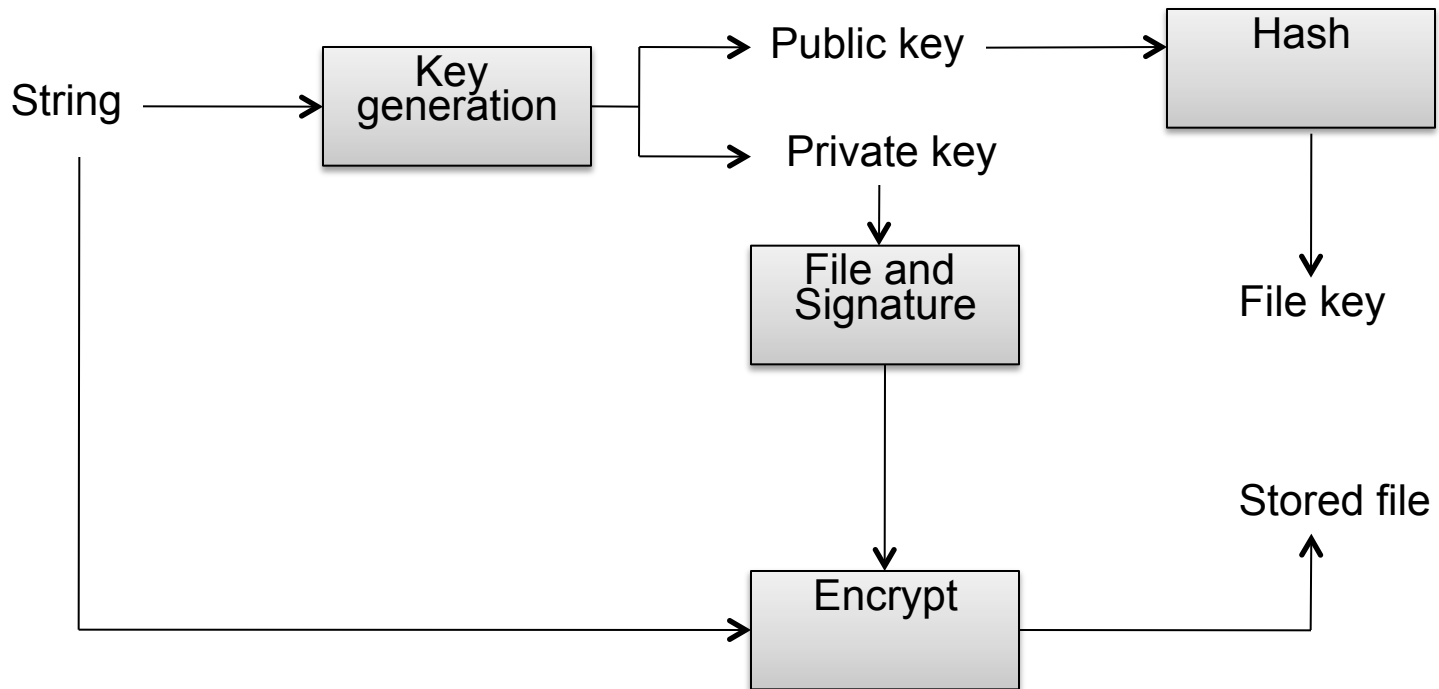 Public key
Hash
Key
generation
String
Private key
File and
Signature
File key
Stored file
Encrypt